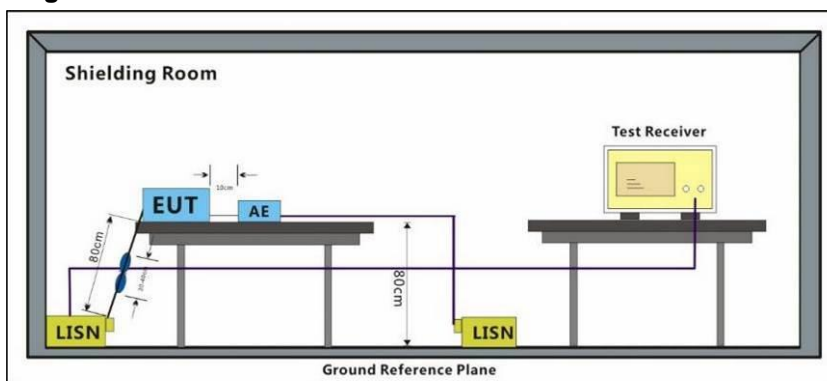 Shielding Room
Test Receiver
10cm
EUT
AE
80cm
80cm
LISN
LISN
Ground Reference Plane